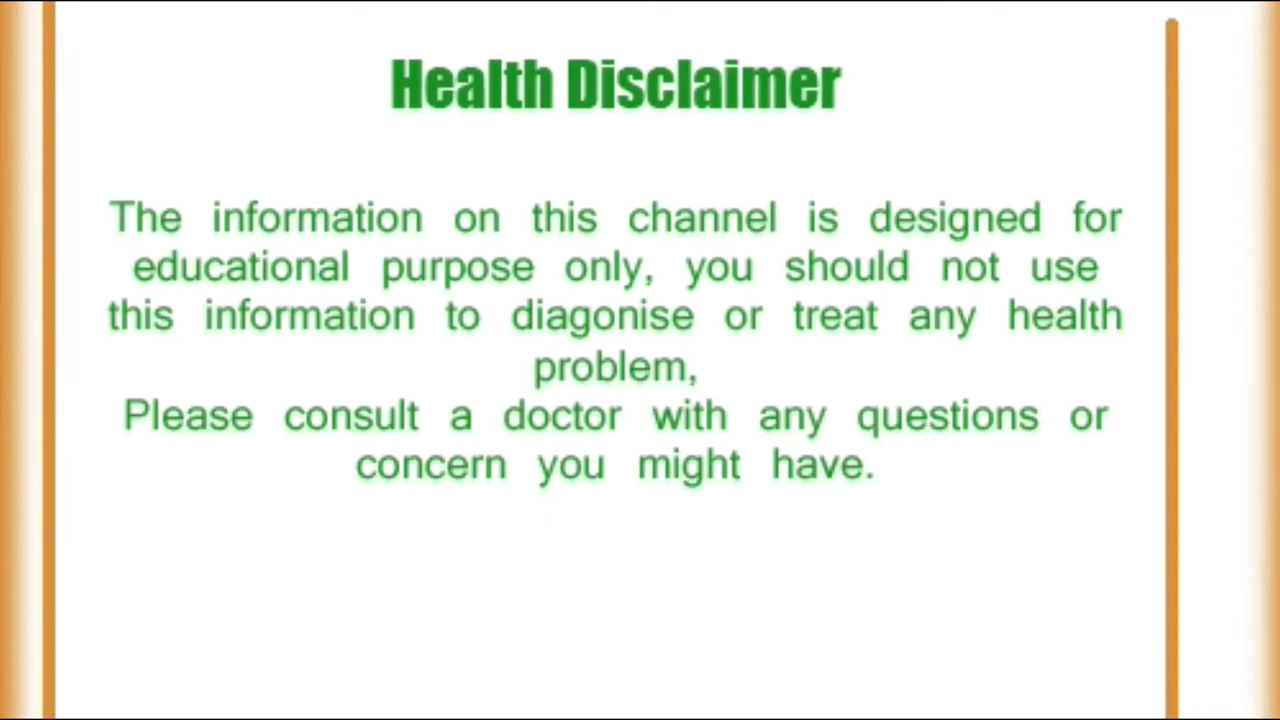 Health Disclaimer
The information on this channel is designed for
educational purpose only, you should not use
this information to diagonise or treat any health
problem,
Please consult a doctor with any questions or
concern you might have.